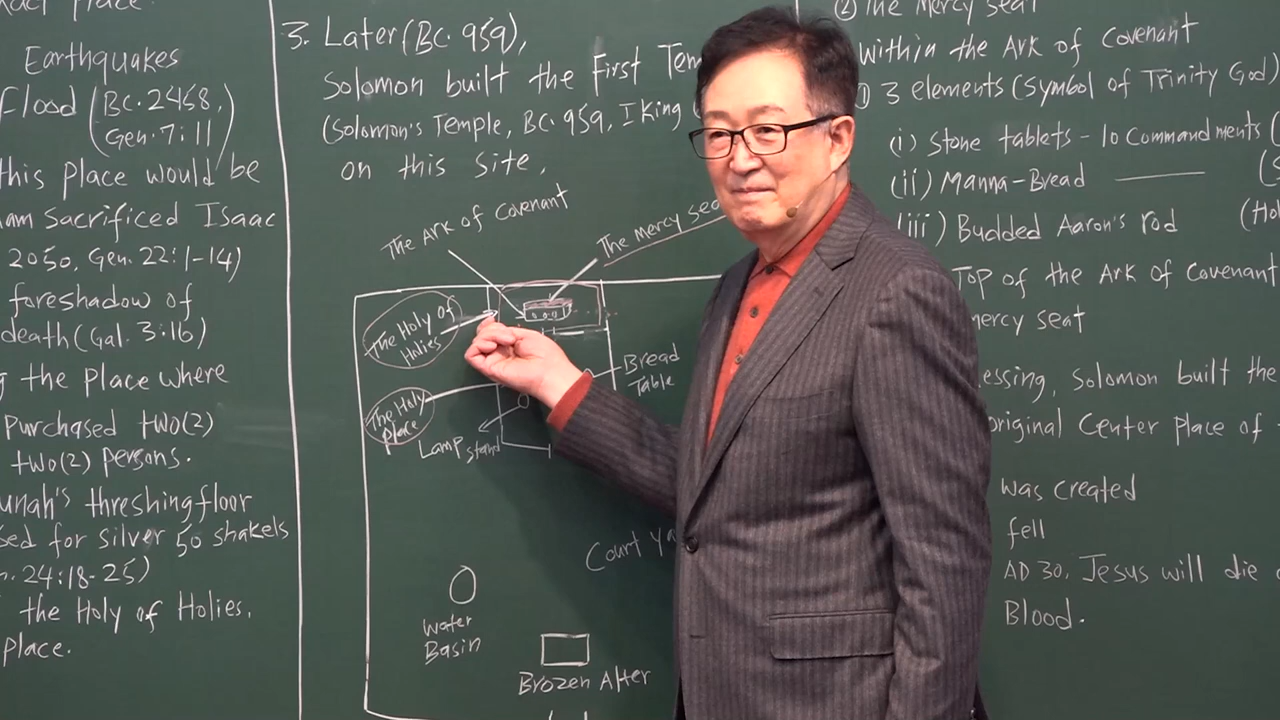 Place.
Earthquakes
Flood (BC. 2458,
Gen. 7:11)
this place would be
am sacrificed Isaac
2050, Gen. 22:1-14)
foreshadow of
death (Gal. 3:16)
the place where
purchased two(2)
two(2) persons.
unah's threshing floor
sed for silver 50 shakels
24:18-25)
the Holy of Holies.
place.
3. Later (BC. 959),
Solomon built the First Tem
(Solomon's Temple, BC. 959, I King
on this site.
The Ark of Covenant
The Mercy sea
The Holy of
Holies
The Holy
place
Bread
Table
Lamp stand
Court ya
water
Basin
Brozen Alter
② The Mercy seat
within the Ark of Covenant
① 3 elements (Symbol of Trinity God)
(i) Stone tablets - 10 Commandments (
(ii) Manna-Bread
(iii) Budded Aaron's rod (Ho
Top of the Ark of Covenant
mercy seat
essing, Solomon built the
original Center place of
was created
fell
AD 30, Jesus will die
Blood.